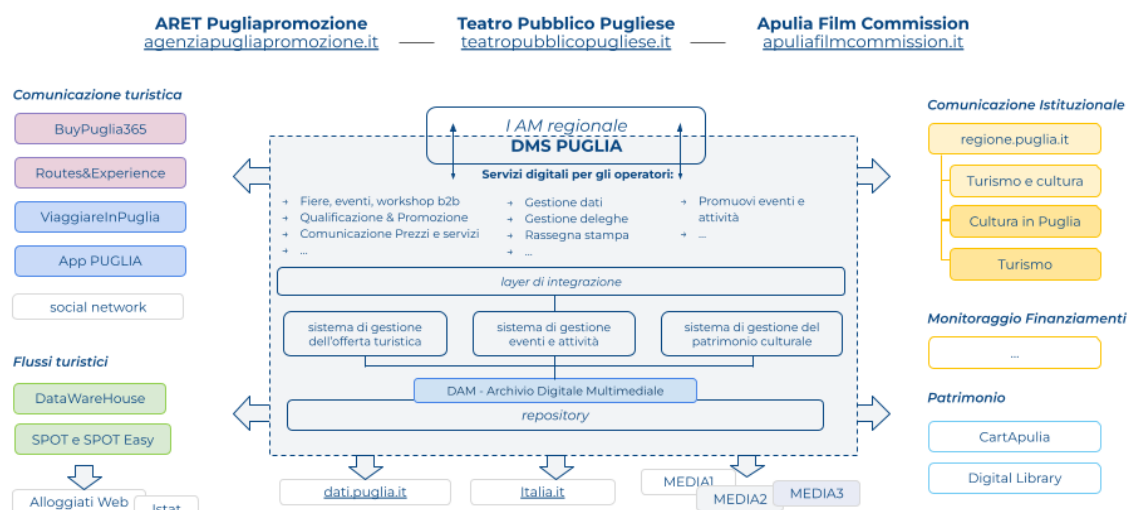 ARET Pugliapromozione
agenziapugliapromozione.it
Teatro Pubblico Pugliese
teatropubblicopugliese.it
Apulia Film Commission
apuliafilmcommission.it
Comunicazione turistica
BuyPuglia365
Routes&Experience
ViaggiareInPuglia
App PUGLIA
social network
Flussi turistici
DataWareHouse
SPOT e SPOT Easy
Alloggiati Web
Istat
I AM regionale
DMS PUGLIA
Servizi digitali per gli operatori:
→ Fiere, eventi, workshop b2b
→ Qualificazione & Promozione
→ Comunicazione Prezzi e servizi
→ ...
→ Gestione dati
→ Gestione deleghe
→ Rassegna stampa
→ ...
→ Promuovi eventi e
attività
→ ...
layer di integrazione
sistema di gestione
dell'offerta turistica
sistema di gestione
eventi e attività
sistema di gestione del
patrimonio culturale
DAM - Archivio Digitale Multimediale
repository
dati.puglia.it
Italia.it
MEDIA1
MEDIA2
MEDIA3
Comunicazione Istituzionale
regione.puglia.it
Turismo e cultura
Cultura in Puglia
Turismo
Monitoraggio Finanziamenti
...
Patrimonio
CartApulia
Digital Library